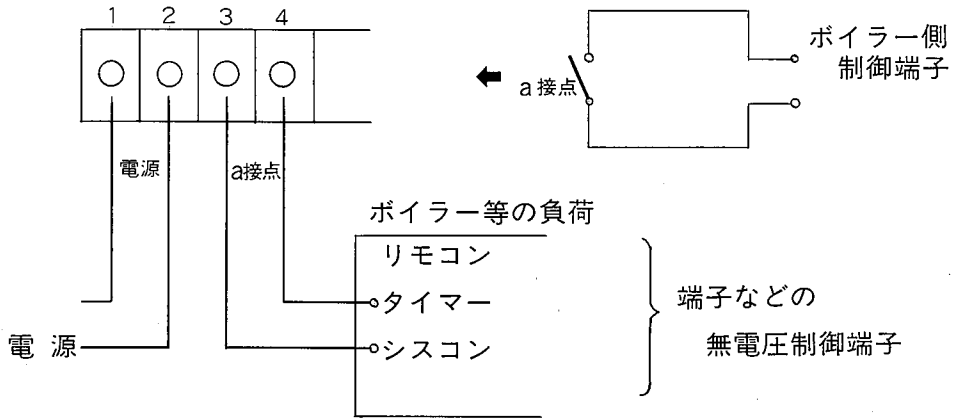 1 2 3 4
ボイラー側
制御端子
a接点
電源
a接点
ボイラー等の負荷
リモコン
タイマー
端子などの
シスコン
無電圧制御端子
電源